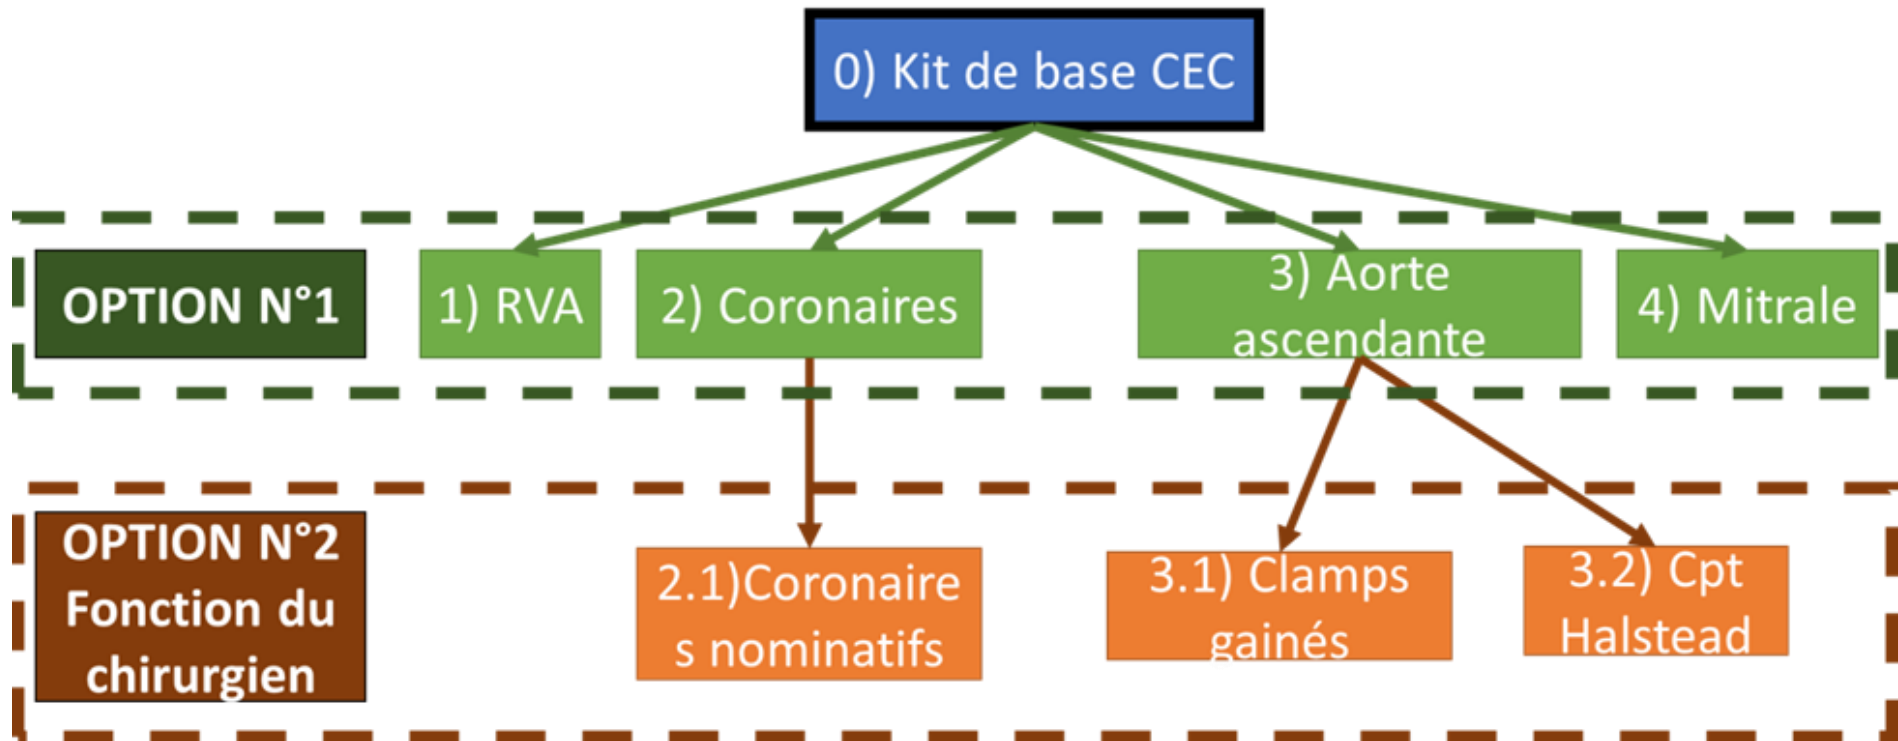 0) Kit de base CEC
OPTION N°1
1) RVA
2) Coronaires
3) Aorte
ascendante
4) Mitrale
OPTION N°2
Fonction du
chirurgien
2.1)Coronaire
s nominatifs
3.1) Clamps
gainés
3.2) Cpt
Halstead